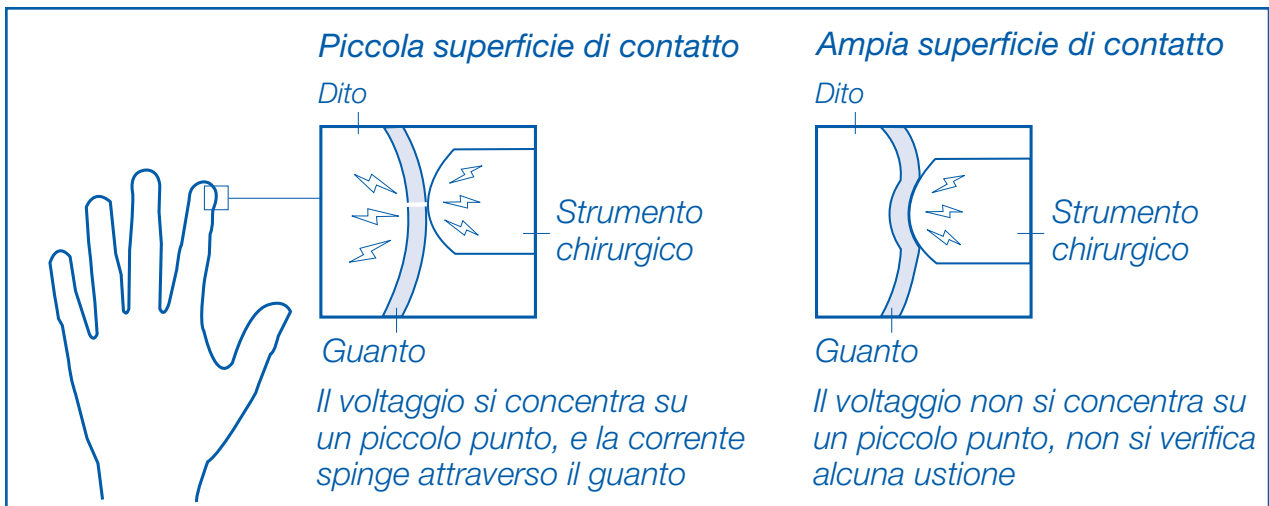 Piccola superficie di contatto
Dito
Strumento
chirurgico
Guanto
Il voltaggio si concentra su
un piccolo punto, e la corrente
spinge attraverso il guanto
Ampia superficie di contatto
Dito
Strumento
chirurgico
Guanto
Il voltaggio non si concentra su
un piccolo punto, non si verifica
alcuna ustione